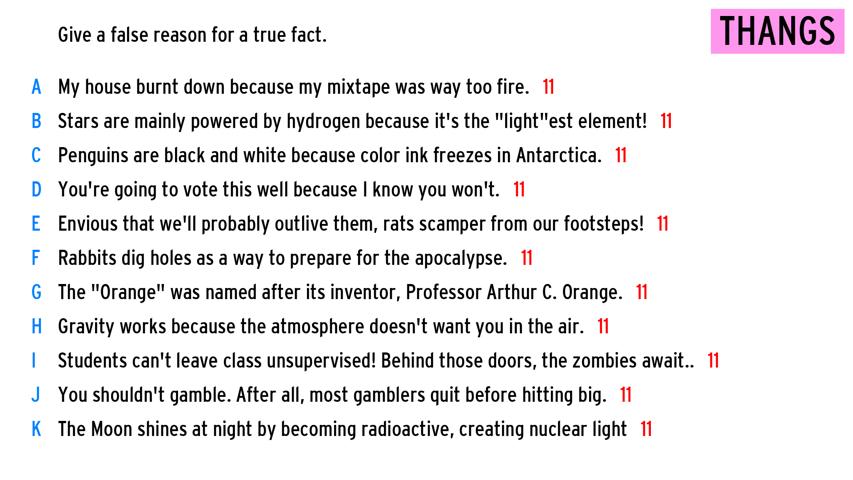 Give a false reason for a true fact.
THANGS
A My house burnt down because my mixtape was way too fire. 11
B Stars are mainly powered by hydrogen because it's the "light"est element! 11
C Penguins are black and white because color ink freezes in Antarctica. 11
D You're going to vote this well because I know you won't. 11
E Envious that we'll probably outlive them, rats scamper from our footsteps! 11
F Rabbits dig holes as a way to prepare for the apocalypse. 11
G The "Orange" was named after its inventor, Professor Arthur C. Orange. 11
H Gravity works because the atmosphere doesn't want you in the air. 11
I Students can't leave class unsupervised! Behind those doors, the zombies await.. 11
J You shouldn't gamble. After all, most gamblers quit before hitting big. 11
K The Moon shines at night by becoming radioactive, creating nuclear light 11